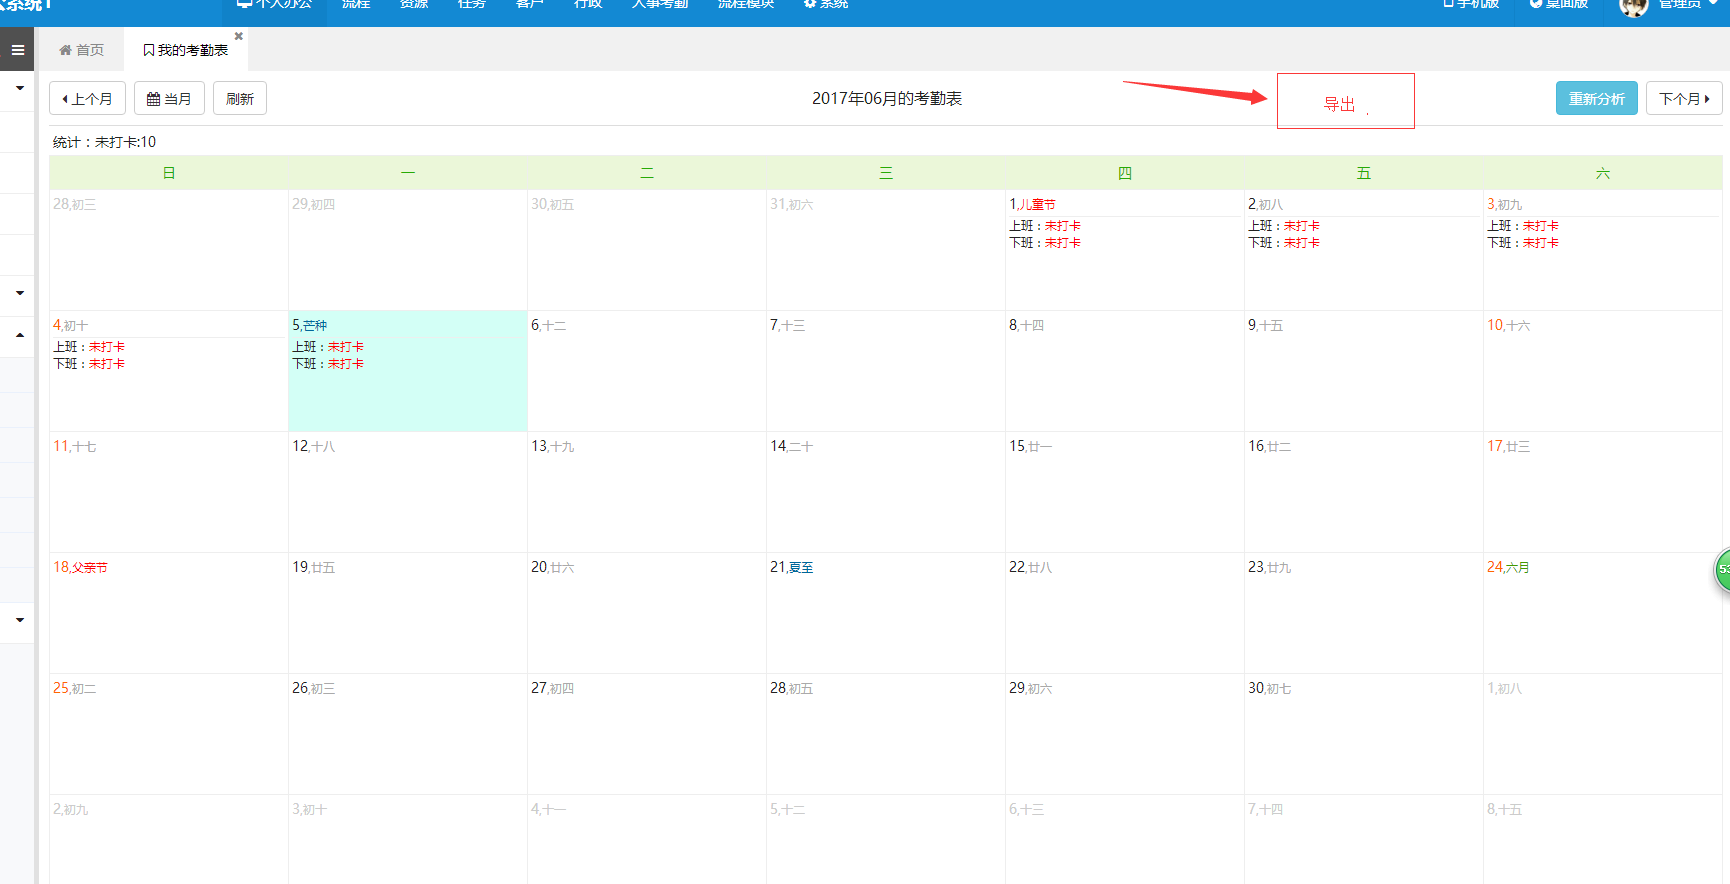 公系统1 个人办公 流程 资源 任务 客户 行政 人事考勤 流程模块 系统 手机版 桌面版 管理员
首页 我的考勤表
上个月 当月 刷新 2017年06月的考勤表 导出 重新分析 下个月
统计：未打卡:10
日 一 二 三 四 五 六
28,初三 29,初四 30,初五 31,初六 1,儿童节 2,初八 3,初九
上班：未打卡 上班：未打卡 上班：未打卡
下班：未打卡 下班：未打卡 下班：未打卡
4,初十 5,芒种 6,十二 7,十三 8,十四 9,十五 10,十六
上班：未打卡 上班：未打卡
下班：未打卡 下班：未打卡
11,十七 12,十八 13,十九 14,二十 15,廿一 16,廿二 17,廿三
18,父亲节 19,廿五 20,廿六 21,夏至 22,廿八 23,廿九 24,六月
53
25,初二 26,初三 27,初四 28,初五 29,初六 30,初七 1,初八
2,初九 3,初十 4,十一 5,十二 6,十三 7,十四 8,十五